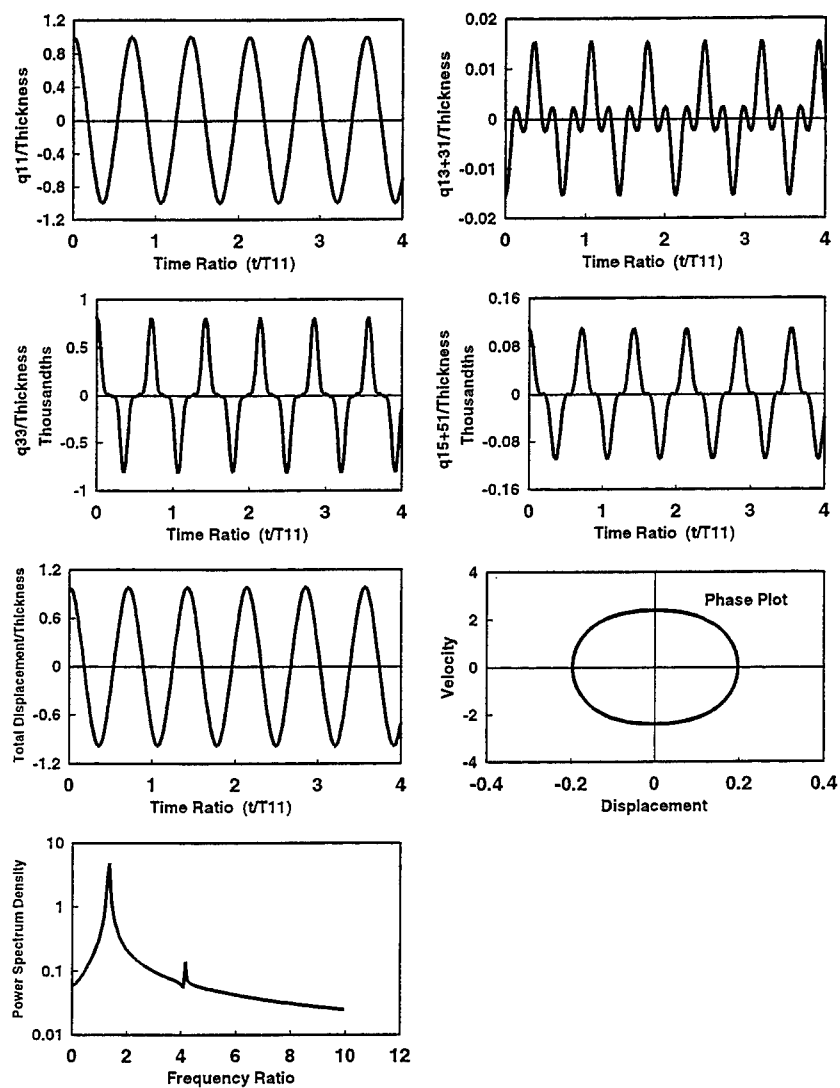 q11/Thickness
1.2
0.8
0.4
0
-0.4
-0.8
-1.2
0 1 2 3 4
Time Ratio (t/T11)
q13+31/Thickness
0.02
0.01
0
-0.01
-0.02
0 1 2 3 4
Time Ratio (t/T11)
q33/Thickness
Thousandths
1
0.5
0
-0.5
-1
0 1 2 3 4
Time Ratio (t/T11)
q15+51/Thickness
Thousandths
0.16
0.08
0
-0.08
-0.16
0 1 2 3 4
Time Ratio (t/T11)
Total Displacement/Thickness
1.2
0.6
0
-0.6
-1.2
0 1 2 3 4
Time Ratio (t/T11)
Phase Plot
Velocity
4
2
0
-2
-4
-0.4 -0.2 0 0.2 0.4
Displacement
Power Spectrum Density
10
1
0.1
0.01
0 2 4 6 8 10 12
Frequency Ratio